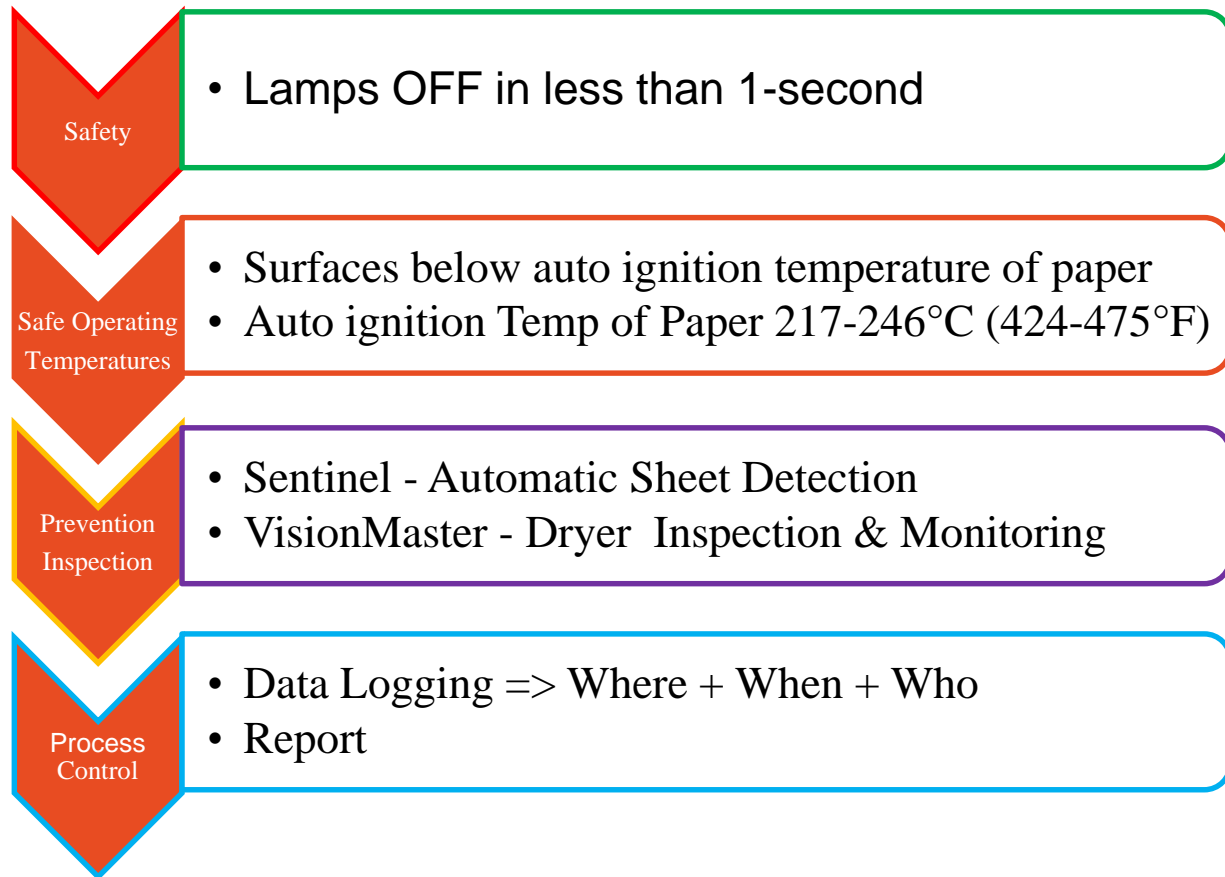 Safety
• Lamps OFF in less than 1-second
Safe Operating
Temperatures
• Surfaces below auto ignition temperature of paper
• Auto ignition Temp of Paper 217-246°C (424-475°F)
Prevention
Inspection
• Sentinel - Automatic Sheet Detection
• VisionMaster - Dryer  Inspection & Monitoring
Process
Control
• Data Logging => Where + When + Who
• Report